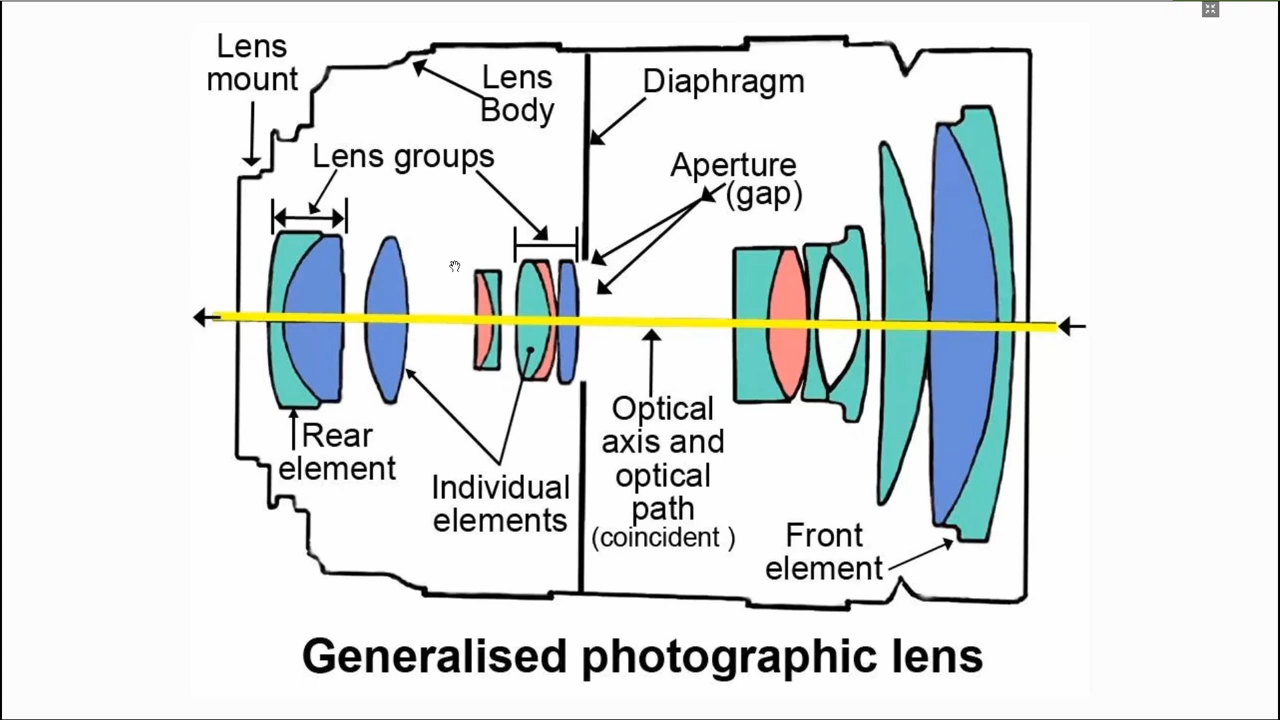 Lens
mount
Lens
Body
Diaphragm
Lens groups
Aperture
(gap)
Rear
element
Individual
elements
Optical
axis and
optical
path
(coincident )
Front
element
Generalised photographic lens